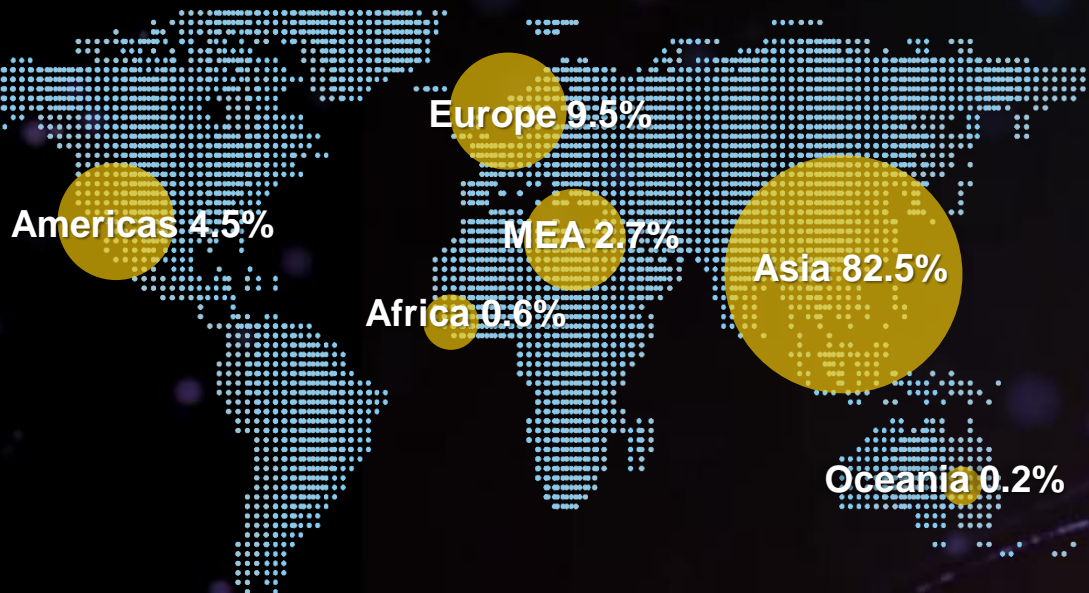 Europe 9.5%
Americas 4.5%
MEA 2.7%
Asia 82.5%
Africa 0.6%
Oceania 0.2%